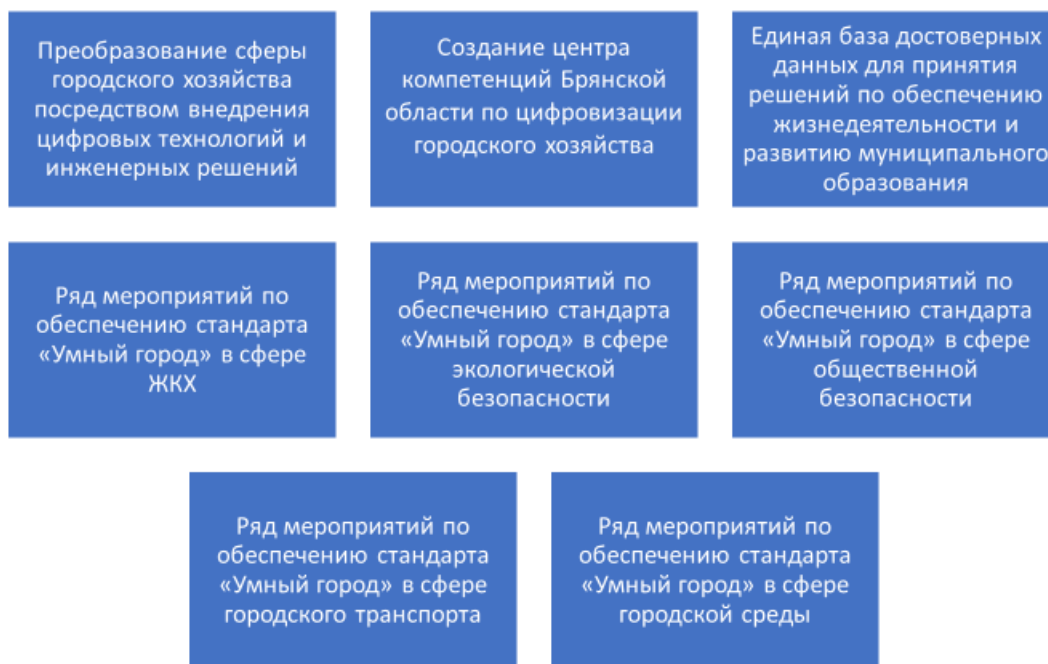 Преобразование сферы
городского хозяйства
посредством внедрения
цифровых технологий и
инженерных решений
Создание центра
компетенций Брянской
области по цифровизации
городского хозяйства
Единая база достоверных
данных для принятия
решений по обеспечению
жизнедеятельности и
развитию муниципального
образования
Ряд мероприятий по
обеспечению стандарта
«Умный город» в сфере
ЖКХ
Ряд мероприятий по
обеспечению стандарта
«Умный город» в сфере
экологической
безопасности
Ряд мероприятий по
обеспечению стандарта
«Умный город» в сфере
общественной
безопасности
Ряд мероприятий по
обеспечению стандарта
«Умный город» в сфере
городского транспорта
Ряд мероприятий по
обеспечению стандарта
«Умный город» в сфере
городской среды